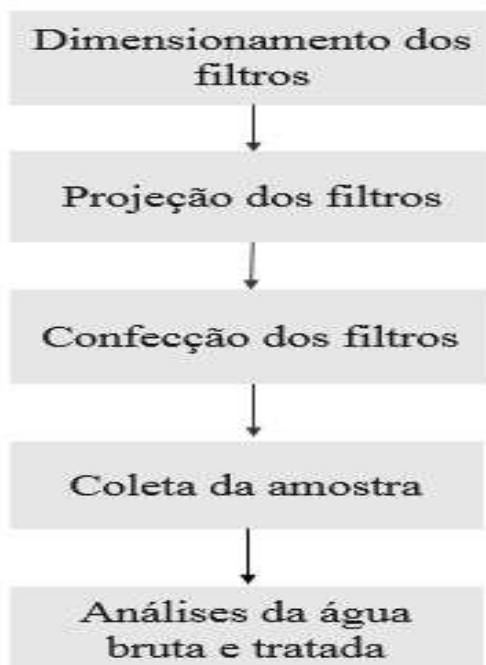 Dimensionamento dos
filtros
Projeção dos filtros
Confecção dos filtros
Coleta da amostra
Análises da água
bruta e tratada